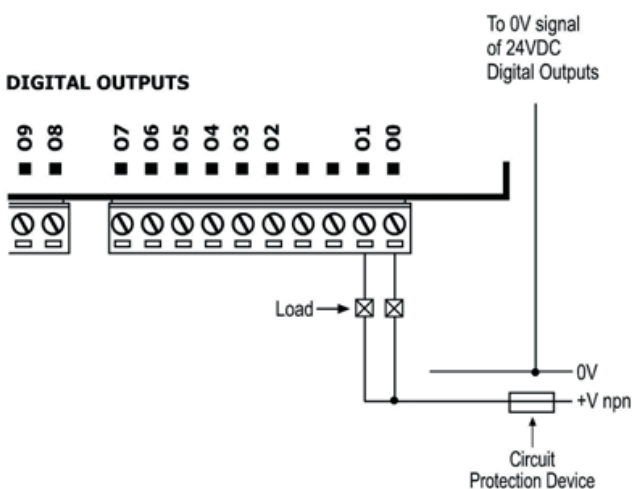 To 0V signal
of 24VDC
Digital Outputs
DIGITAL OUTPUTS
O9 O8 O7 O6 O5 O4 O3 O2 O1 O0
Load
0V
+V npn
Circuit
Protection Device